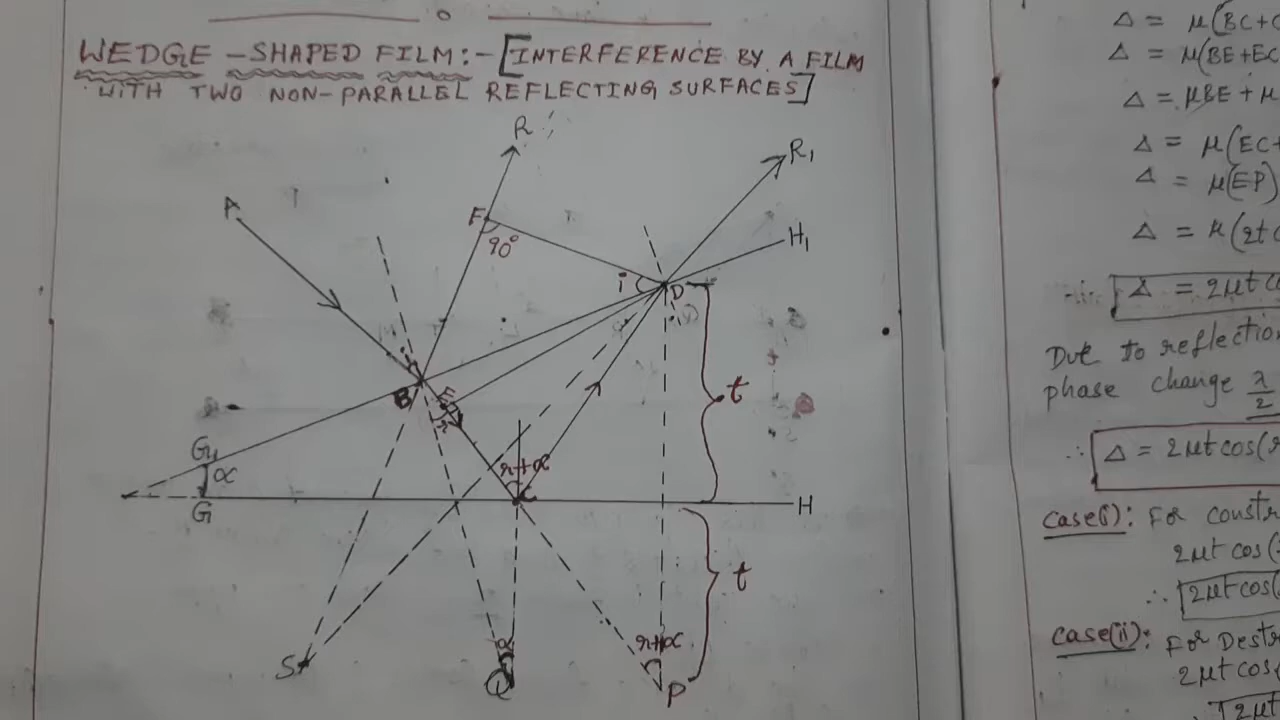 WEDGE -SHAPED FILM:- [INTERFERENCE BY A FILM
WITH TWO NON-PARALLEL REFLECTING SURFACES]
R
R₁
A
F
90°
H₁
i
D
t
B
E
G₁
α
r+α
C
G
H
t
S
Q
r+α
P
Δ = μ(BC+
Δ = μ(BE+EC
Δ = μBE + μ
Δ = μ(EC+
Δ = μ(EP)
Δ = μ(2t
∴ Δ = 2μt
Due to reflection
phase change λ/2
∴ Δ = 2μt cos(
Case(i): For constr
2μt cos(
∴ 2μt cos(
Case(ii): For Destr
2μt cos(
2μt